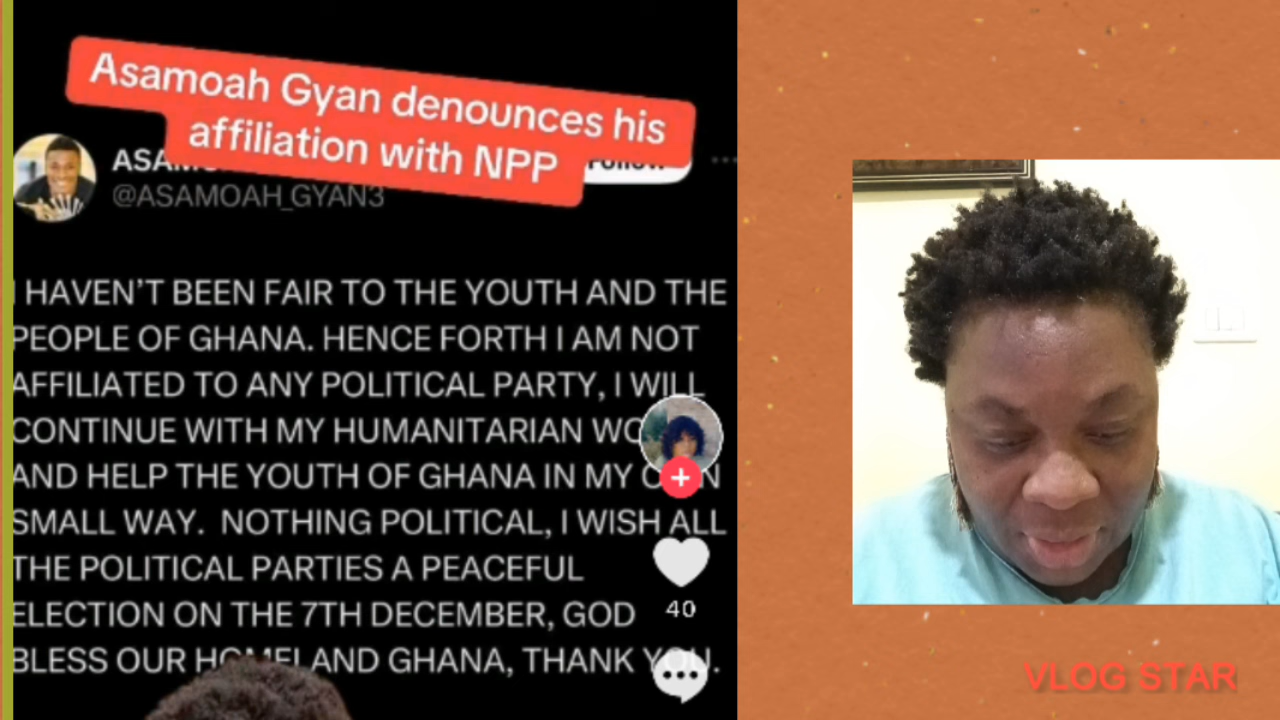 Asamoah Gyan denounces his
affiliation with NPP
@ASAMOAH_GYAN3
HAVEN'T BEEN FAIR TO THE YOUTH AND THE
PEOPLE OF GHANA. HENCE FORTH I AM NOT
AFFILIATED TO ANY POLITICAL PARTY, I WILL
CONTINUE WITH MY HUMANITARIAN
AND HELP THE YOUTH OF GHANA IN MY
SMALL WAY. NOTHING POLITICAL, I WISH ALL
THE POLITICAL PARTIES A PEACEFUL
ELECTION ON THE 7TH DECEMBER, GOD
BLESS OUR HOMELAND GHANA, THANK YOU.
40
VLOG STAR